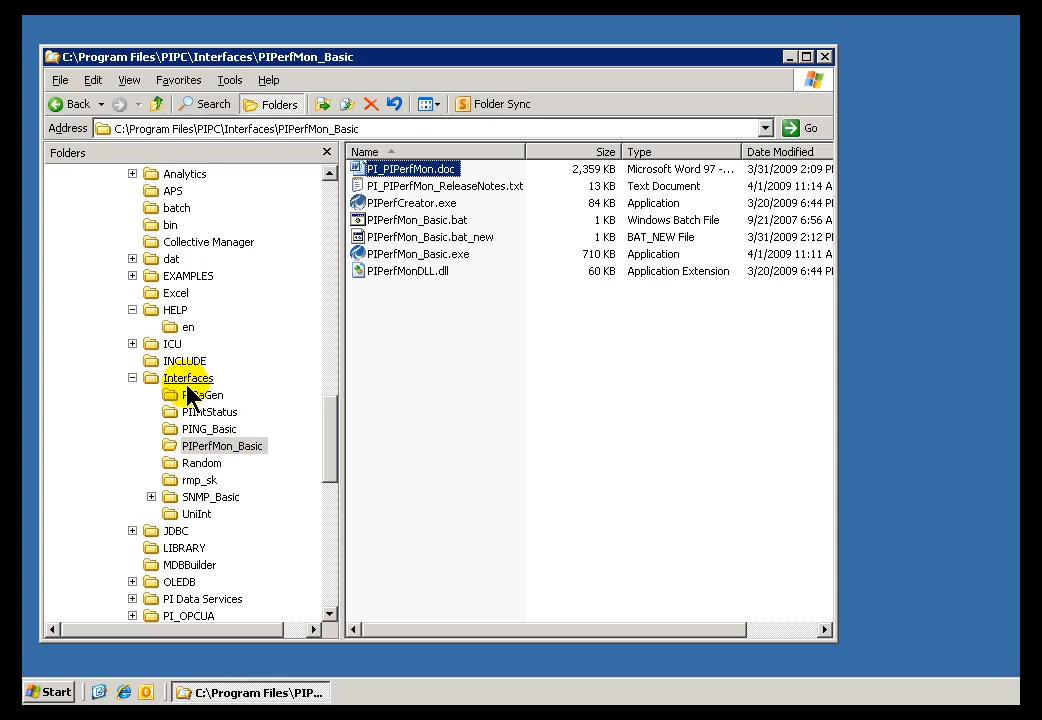 C:\Program Files\PIPC\Interfaces\PIPerfMon_Basic
File Edit View Favorites Tools Help
Back Search Folders Folder Sync
Address C:\Program Files\PIPC\Interfaces\PIPerfMon_Basic Go
Folders
Name Size Type Date Modified
Analytics
APS
batch
bin
Collective Manager
dat
EXAMPLES
Excel
HELP
en
ICU
INCLUDE
Interfaces
PIIntStatus
PING_Basic
PIPerfMon_Basic
Random
rmp_sk
SNMP_Basic
UniInt
JDBC
LIBRARY
MDBBuilder
OLEDB
PI Data Services
PI_OPCUA
PI_PIPerfMon.doc 2,359 KB Microsoft Word 97 -... 3/31/2009 2:09 P
PI_PIPerfMon_ReleaseNotes.txt 13 KB Text Document 4/1/2009 11:14 A
PIPerfCreator.exe 84 KB Application 3/20/2009 6:44 P
PIPerfMon_Basic.bat 1 KB Windows Batch File 9/21/2007 6:56 A
PIPerfMon_Basic.bat_new 1 KB BAT_NEW File 3/31/2009 2:12 P
PIPerfMon_Basic.exe 710 KB Application 4/1/2009 11:11 A
PIPerfMonDLL.dll 60 KB Application Extension 3/20/2009 6:44 P
Start C:\Program Files\PIP...